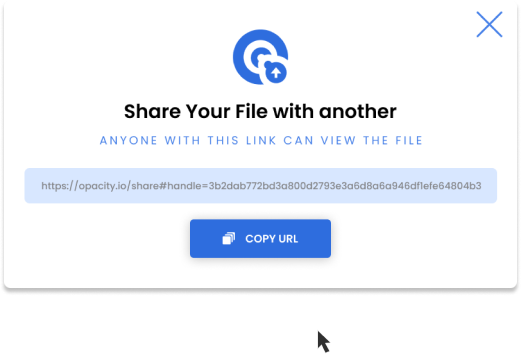 Share Your File with another
ANYONE WITH THIS LINK CAN VIEW THE FILE
https://opacity.io/share#handle=3b2dab772bd3a800d2793e3a6d8a6a946df1efe64804b3
COPY URL